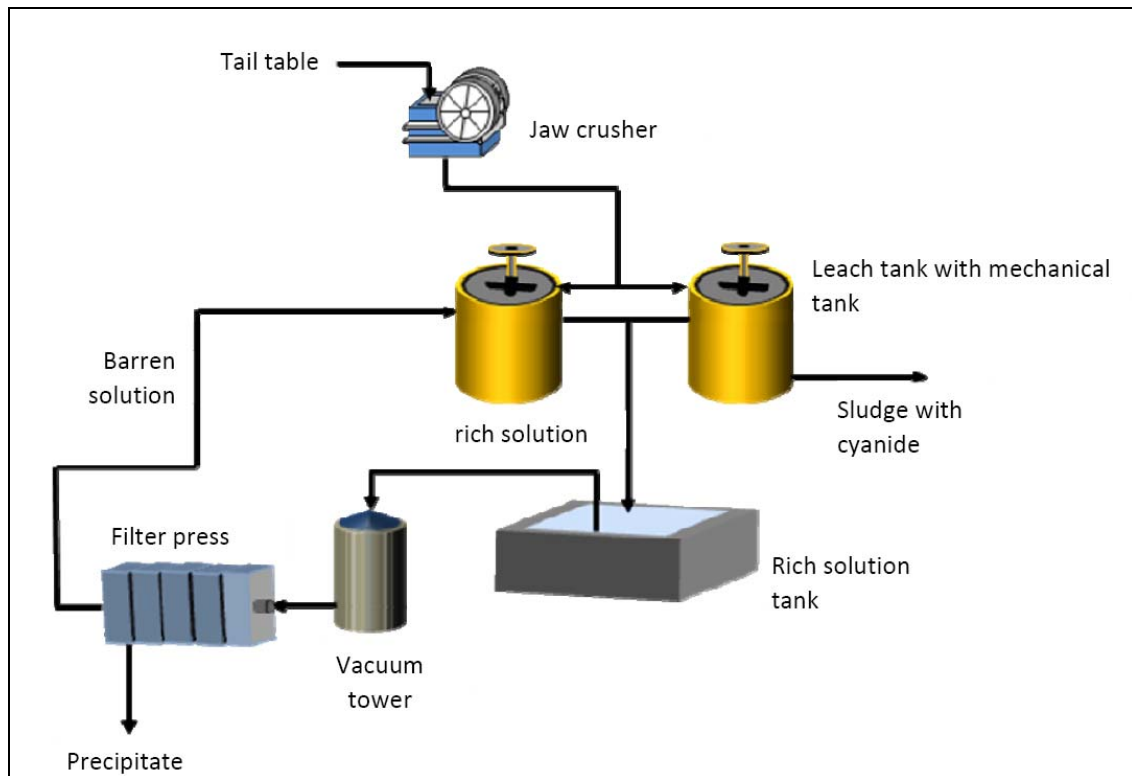 Tail table
Jaw crusher
Leach tank with mechanical
tank
Barren
solution
rich solution
Sludge with
cyanide
Filter press
Rich solution
tank
Vacuum
tower
Precipitate